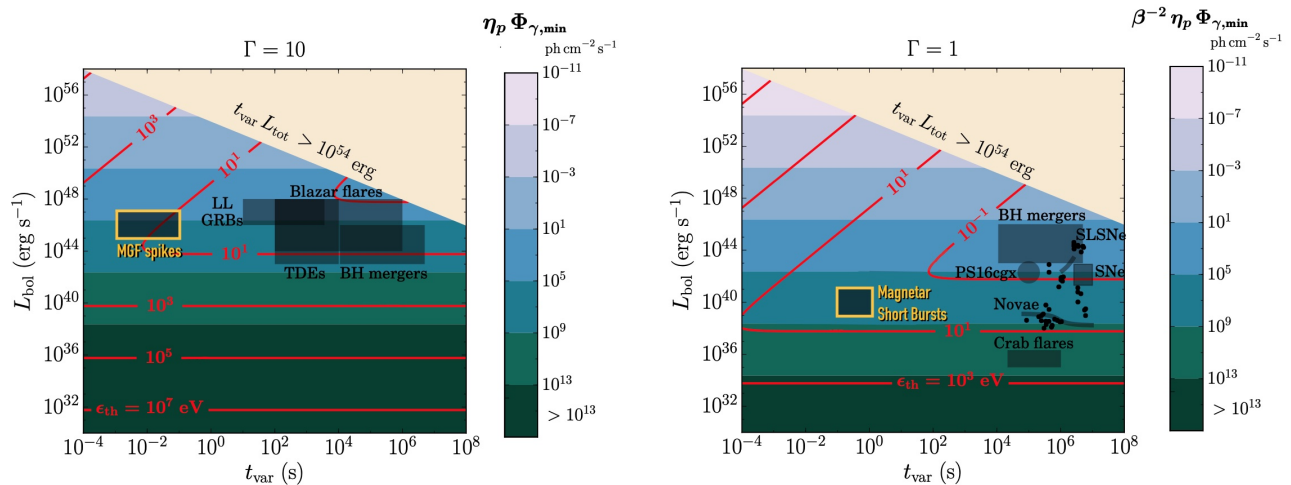 Γ = 10
η_p Φ_γ,min
ph cm⁻² s⁻¹
L_bol (erg s⁻¹)
10⁵⁶
10⁵²
10⁴⁸
10⁴⁴
10⁴⁰
10³⁶
10³²
10³
10¹
t_var L_tot > 10⁵⁴ erg
Blazar flares
LL
GRBs
MGF spikes
10¹
TDEs
BH mergers
10³
10⁵
ϵ_th = 10⁷ eV
10⁻⁴
10⁻²
10⁰
10²
10⁴
10⁶
10⁸
t_var (s)
10⁻¹¹
10⁻⁷
10⁻³
10¹
10⁵
10⁹
10¹³
> 10¹³
Γ = 1
β⁻² η_p Φ_γ,min
ph cm⁻² s⁻¹
L_bol (erg s⁻¹)
10⁵⁶
10⁵²
10⁴⁸
10⁴⁴
10⁴⁰
10³⁶
10³²
t_var L_tot > 10⁵⁴ erg
10¹
10⁻¹
BH mergers
SLSNe
PS16cgx
SNe
Magnetar
Short Bursts
Novae
10¹
Crab flares
ϵ_th = 10³ eV
10⁻⁴
10⁻²
10⁰
10²
10⁴
10⁶
10⁸
t_var (s)
10⁻¹¹
10⁻⁷
10⁻³
10¹
10⁵
10⁹
10¹³
> 10¹³